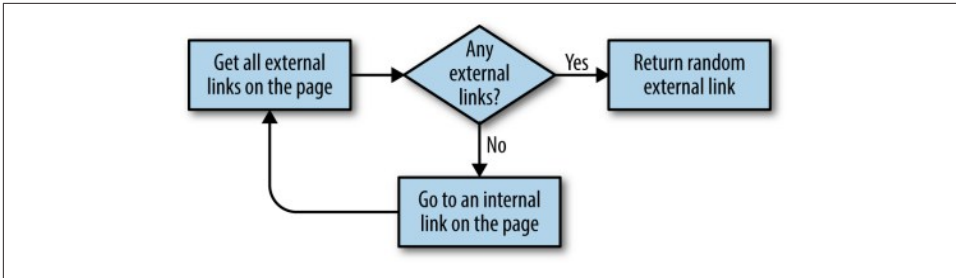 Get all external
links on the page
Any
external
links?
Yes
Return random
external link
No
Go to an internal
link on the page